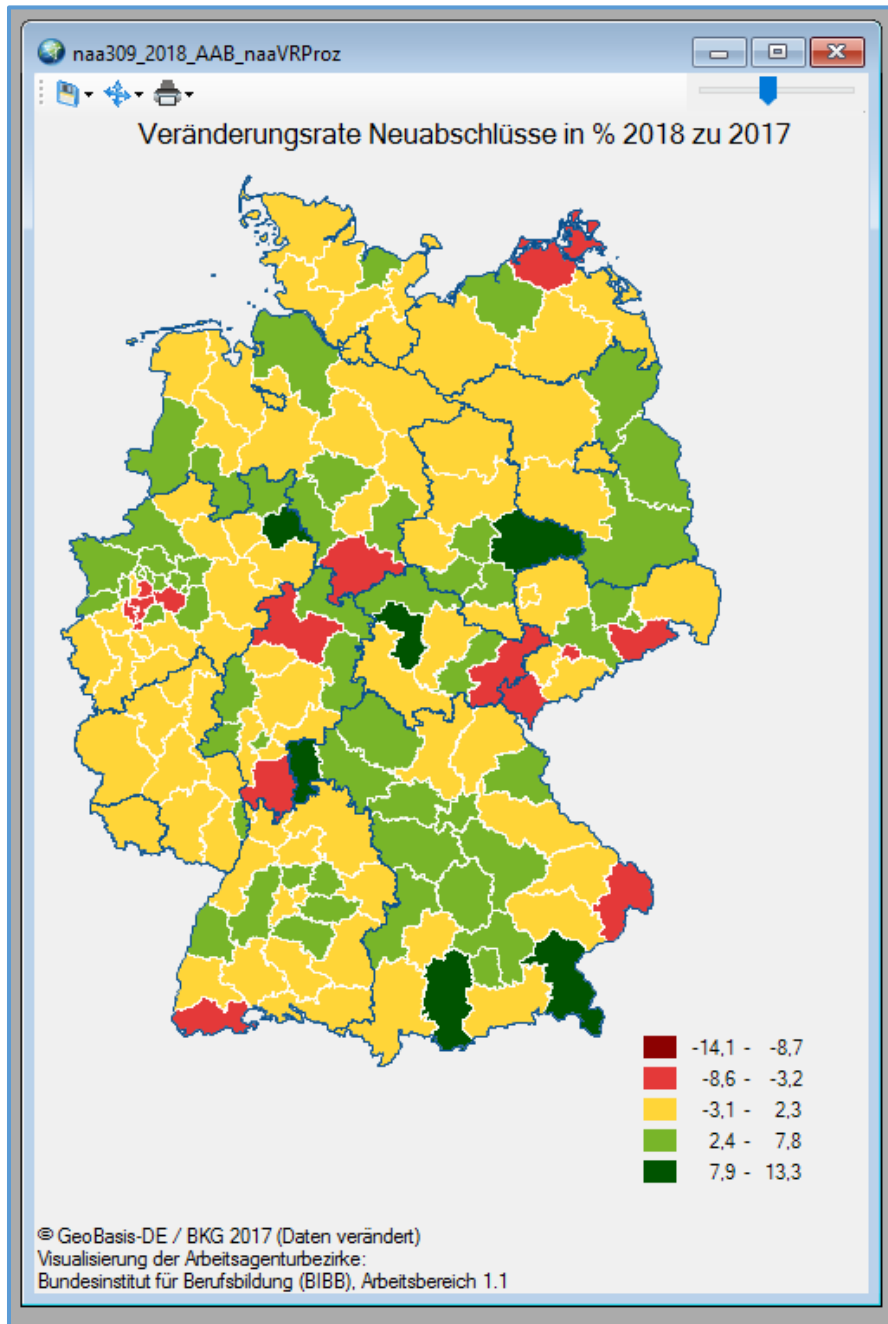 naa309_2018_AAB_naaVRProz
Veränderungsrate Neuabschlüsse in % 2018 zu 2017
-14,1 - -8,7
-8,6 - -3,2
-3,1 - 2,3
2,4 - 7,8
7,9 - 13,3
© GeoBasis-DE / BKG 2017 (Daten verändert)
Visualisierung der Arbeitsagenturbezirke:
Bundesinstitut für Berufsbildung (BIBB), Arbeitsbereich 1.1